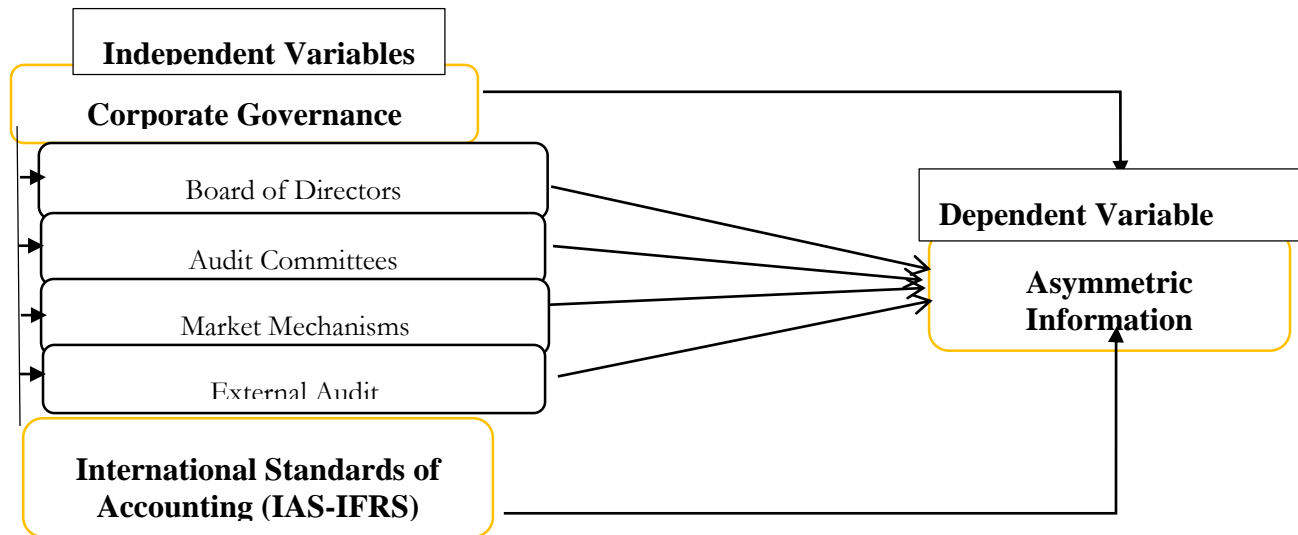 Independent Variables
Corporate Governance
Board of Directors
Audit Committees
Market Mechanisms
External Audit
International Standards of
Accounting (IAS-IFRS)
Dependent Variable
Asymmetric
Information